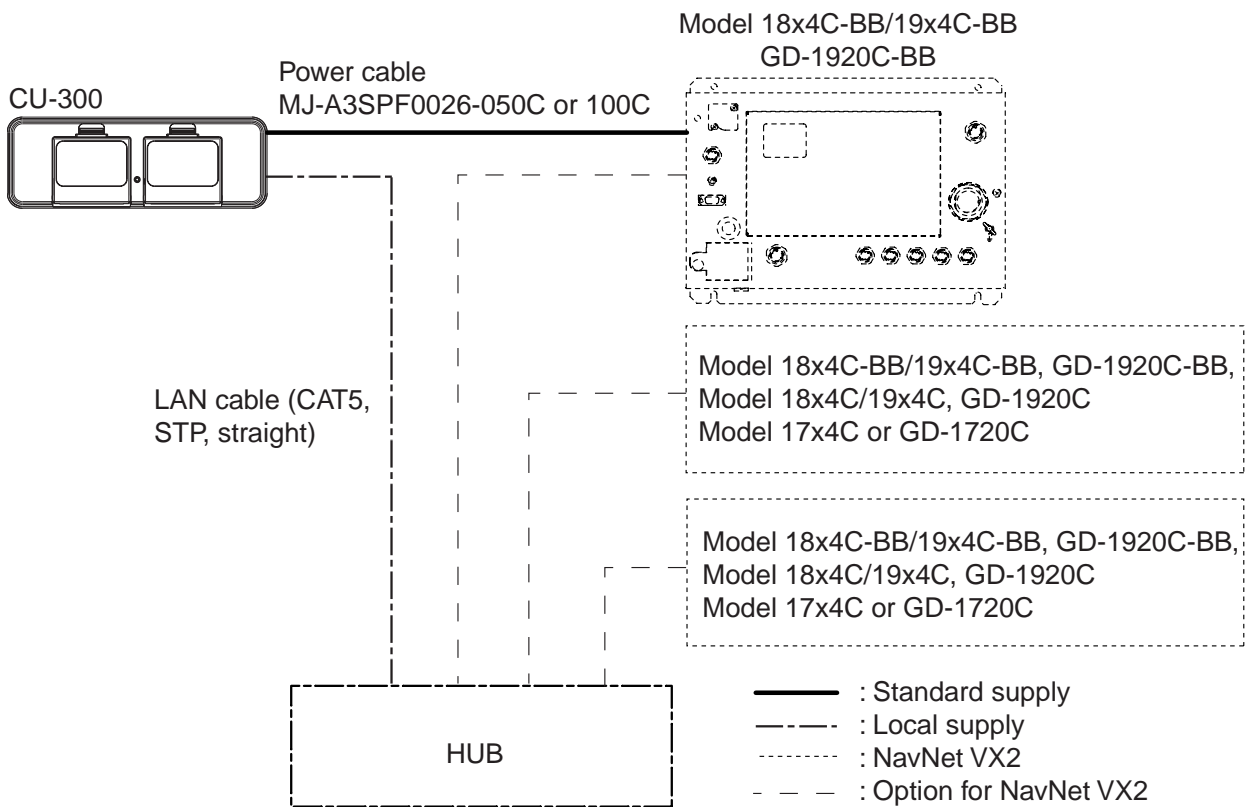 Model 18x4C-BB/19x4C-BB
GD-1920C-BB
Power cable
MJ-A3SPF0026-050C or 100C
CU-300
LAN cable (CAT5,
STP, straight)
Model 18x4C-BB/19x4C-BB, GD-1920C-BB,
Model 18x4C/19x4C, GD-1920C
Model 17x4C or GD-1720C
Model 18x4C-BB/19x4C-BB, GD-1920C-BB,
Model 18x4C/19x4C, GD-1920C
Model 17x4C or GD-1720C
HUB
: Standard supply
: Local supply
: NavNet VX2
: Option for NavNet VX2